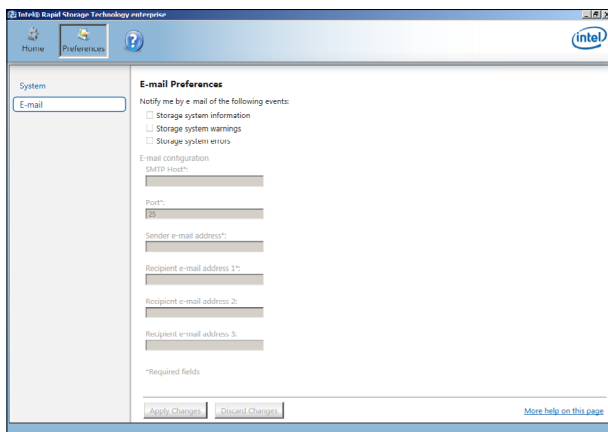 Intel® Rapid Storage Technology enterprise
Home
Preferences
?
intel
System
E-mail
E-mail Preferences
Notify me by e-mail of the following events:
Storage system information
Storage system warnings
Storage system errors
E-mail configuration
SMTP Host*:
Port*:
25
Sender e-mail address*:
Recipient e-mail address 1*:
Recipient e-mail address 2:
Recipient e-mail address 3:
*Required fields
Apply Changes
Discard Changes
More help on this page